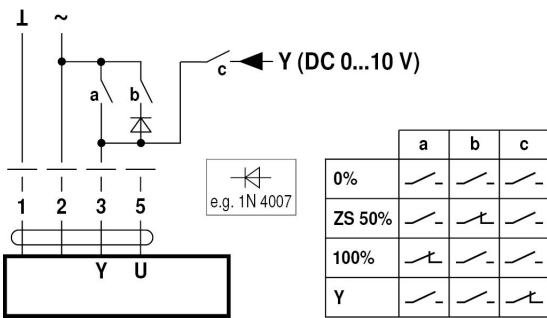 ⊥ ~
a b c Y (DC 0...10 V)
1 2 3 5
Y U
e.g. 1N 4007
a b c
0%
ZS 50%
100%
Y